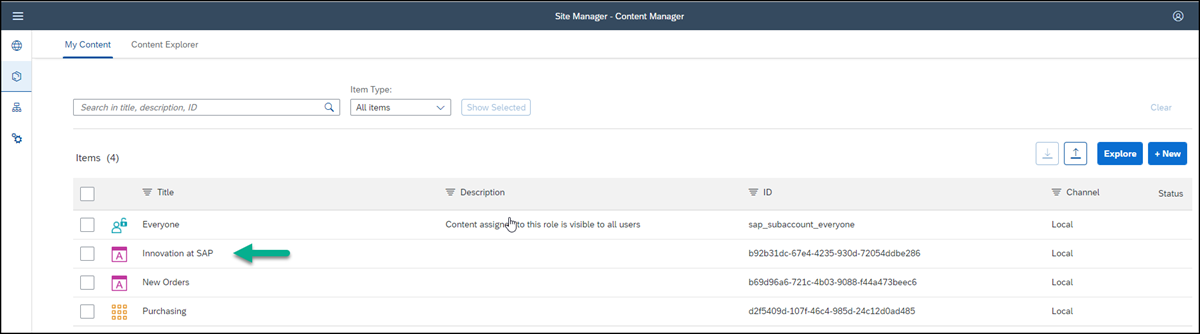 Site Manager - Content Manager
My Content Content Explorer
Item Type:
Search in title, description, ID All items Show Selected Clear
Items (4) Explore + New
Title Description ID Channel Status
Everyone Content assigned to this role is visible to all users sap_subaccount_everyone Local
A Innovation at SAP b92b31dc-67e4-4235-930d-72054ddbe286 Local
A New Orders b69d96a6-721c-4b03-9088-f44a473beec6 Local
Purchasing d2f5409d-107f-46c4-985d-24c12d0ad485 Local